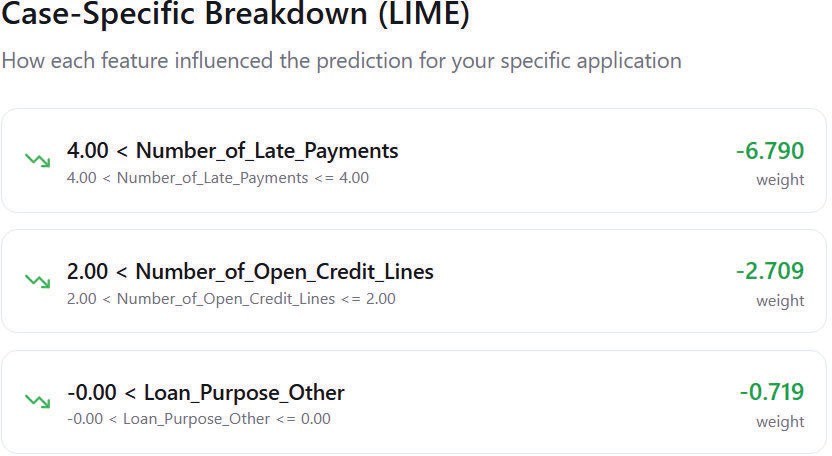 Case-Specific Breakdown (LIME)
How each feature influenced the prediction for your specific application
4.00 < Number_of_Late_Payments
-6.790
4.00 < Number_of_Late_Payments <= 4.00
weight
2.00 < Number_of_Open_Credit_Lines
-2.709
2.00 < Number_of_Open_Credit_Lines <= 2.00
weight
-0.00 < Loan_Purpose_Other
-0.719
-0.00 < Loan_Purpose_Other <= 0.00
weight